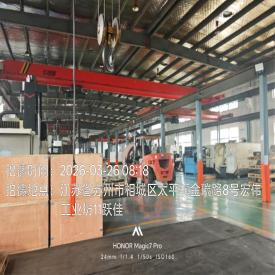 拍摄时间：2026-03-26 08:18
拍摄地点：江苏省苏州市相城区太平街金瑞路8号宏伟
工业坊11跃佳
HONOR Magic7 Pro
24mm f/1.4 1/50s ISO160